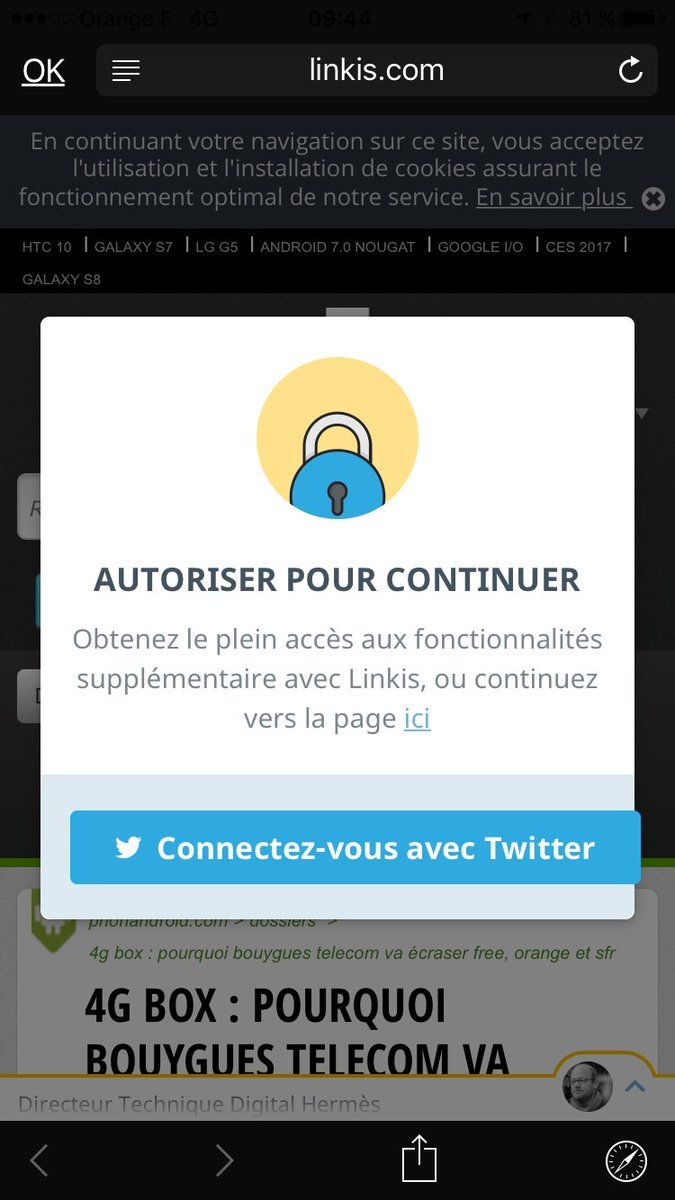 Orange F 4G 09:44 81 %
OK linkis.com
En continuant votre navigation sur ce site, vous acceptez
l'utilisation et l'installation de cookies assurant le
fonctionnement optimal de notre service. En savoir plus
HTC 10 | GALAXY S7 | LG G5 | ANDROID 7.0 NOUGAT | GOOGLE I/O | CES 2017 |
GALAXY S8
R
AUTORISER POUR CONTINUER
Obtenez le plein accès aux fonctionnalités
supplémentaire avec Linkis, ou continuez
vers la page ici
Connectez-vous avec Twitter
phonandroid.com > dossiers >
4g box : pourquoi bouygues telecom va écraser free, orange et sfr
4G BOX : POURQUOI
BOUYGUES TELECOM VA
Directeur Technique Digital Hermès